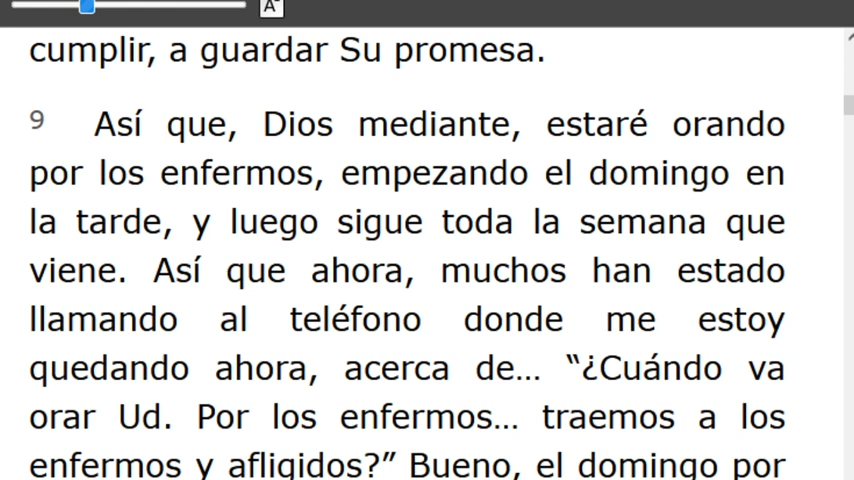 A
cumplir, a guardar Su promesa.
9 Así que, Dios mediante, estaré orando
por los enfermos, empezando el domingo en
la tarde, y luego sigue toda la semana que
viene. Así que ahora, muchos han estado
llamando al teléfono donde me estoy
quedando ahora, acerca de... “¿Cuándo va
orar Ud. Por los enfermos... traemos a los
enfermos y afligidos?” Bueno, el domingo por